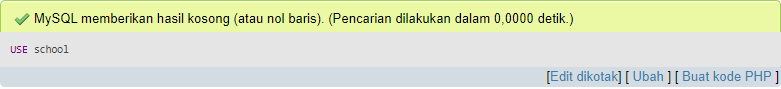 MySQL memberikan hasil kosong (atau nol baris). (Pencarian dilakukan dalam 0,0000 detik.)
USE school
[Edit dikotak] [ Ubah ] [ Buat kode PHP ]